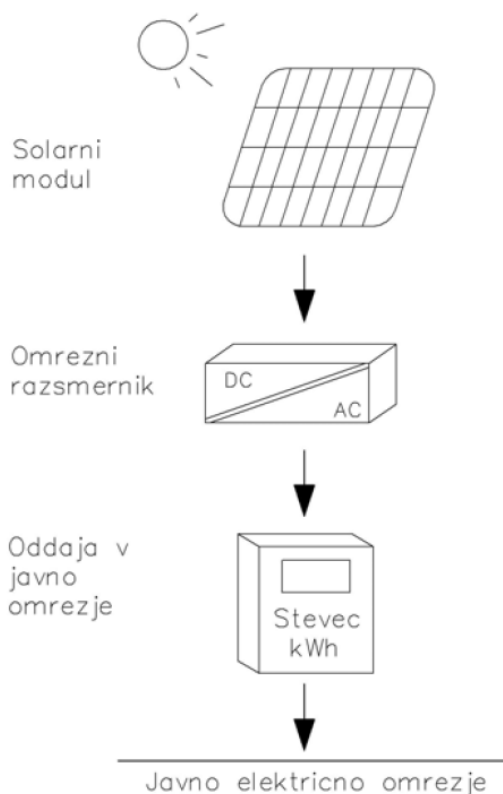 Solarni
modul
Omrezni
razsmernik
DC
AC
Oddaja v
javno
omrezje
Stevec
kWh
Javno elektricno omrezje